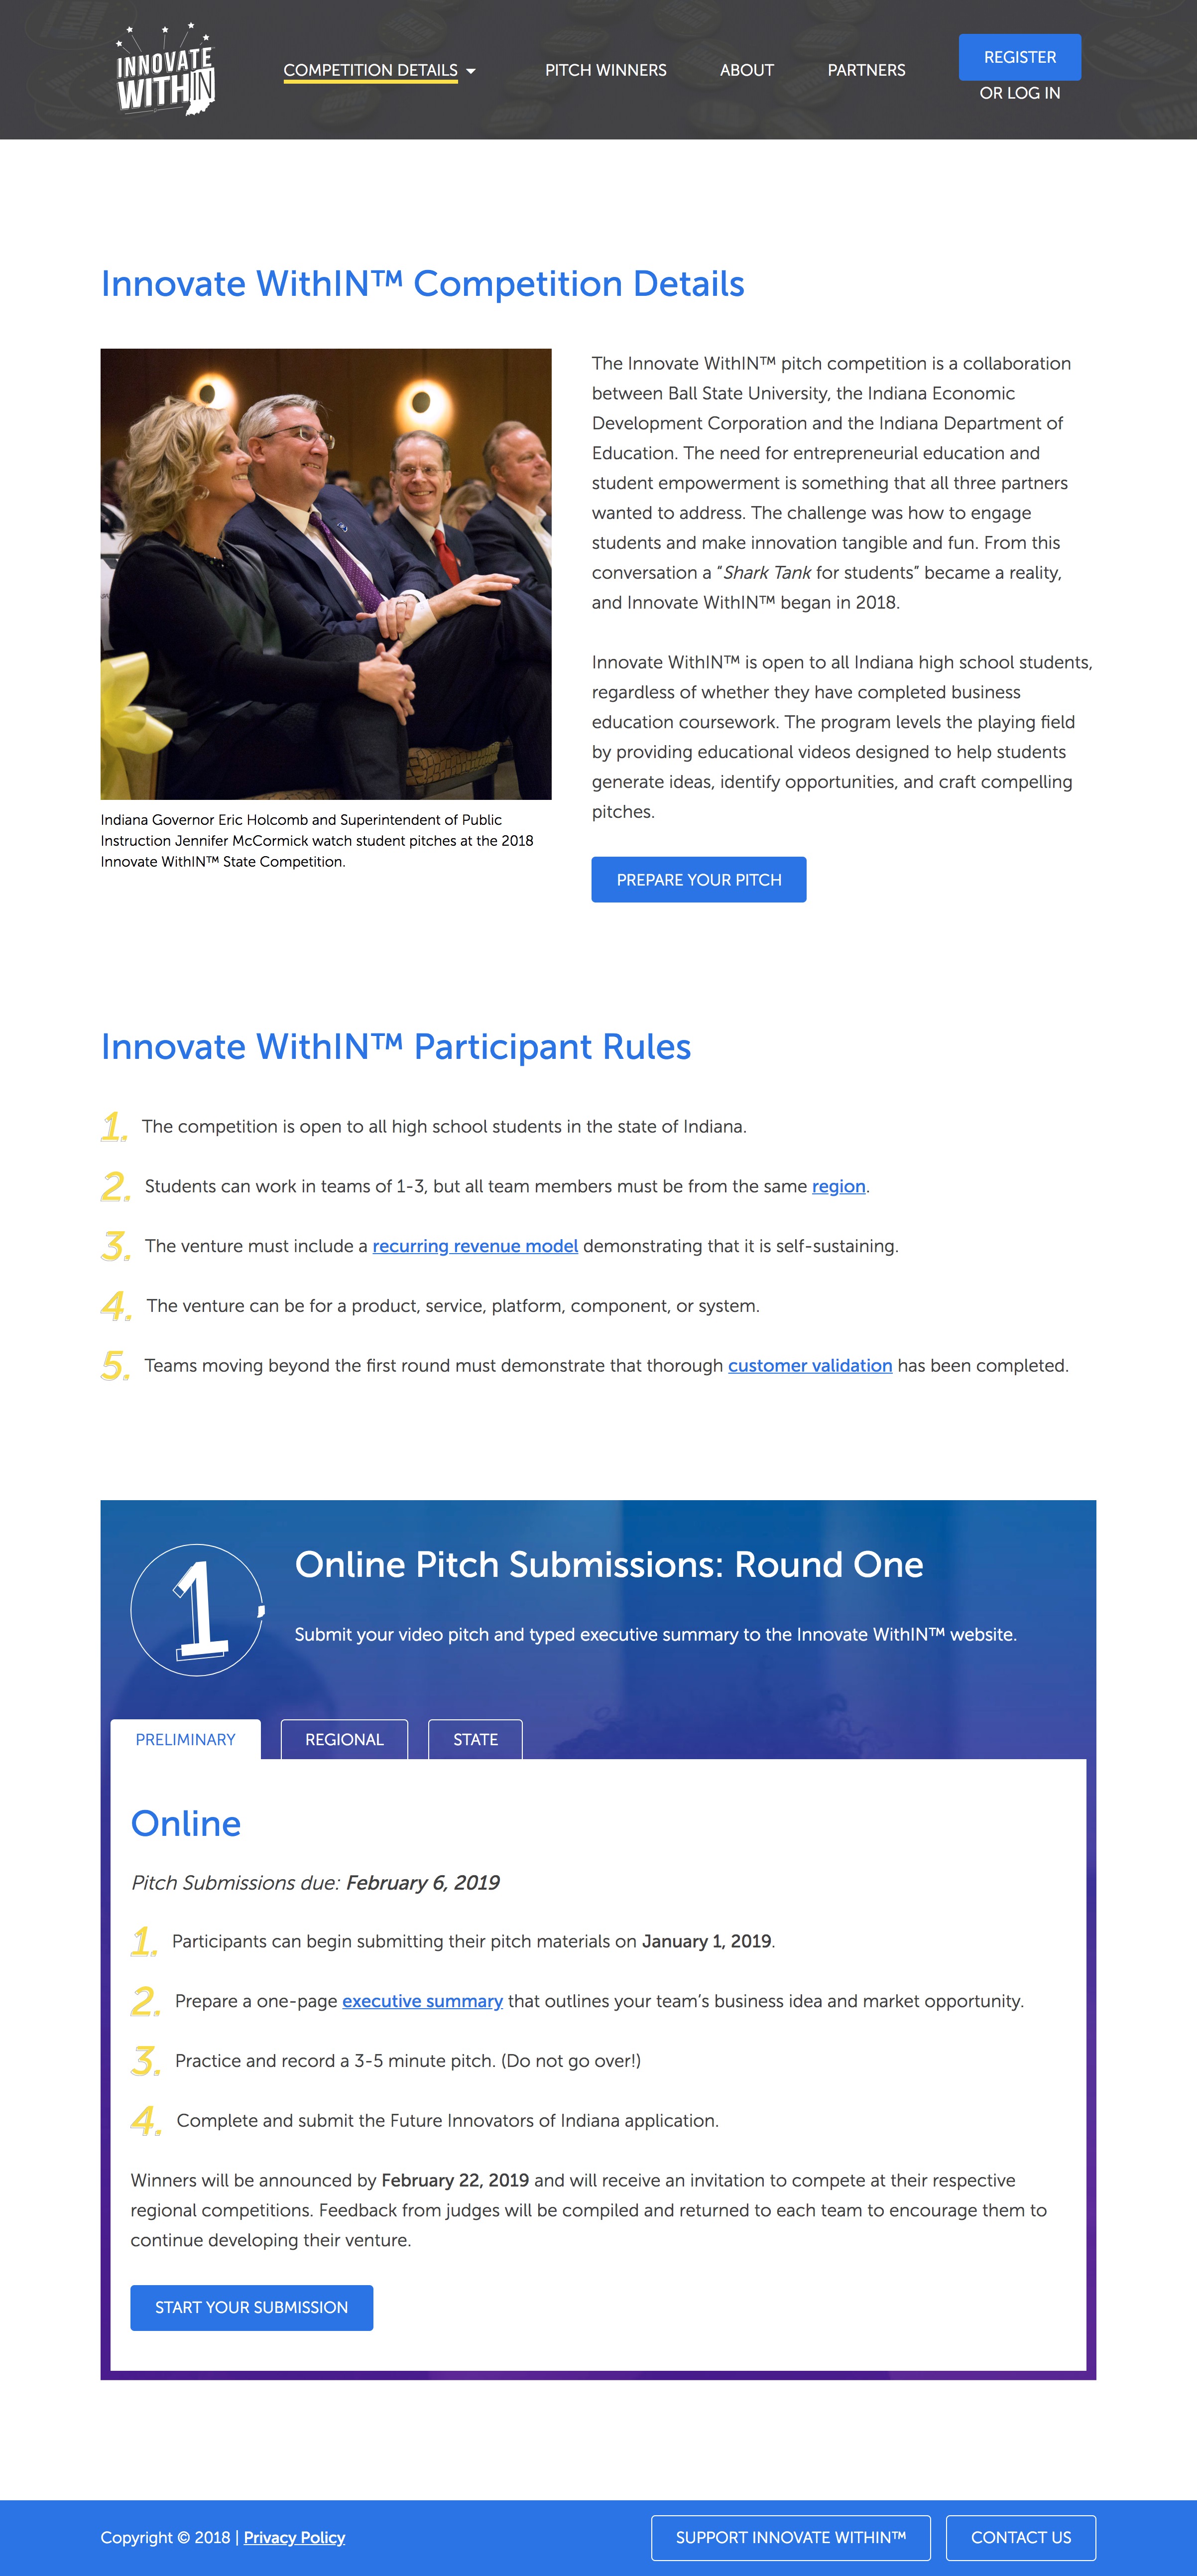 INNOVATE
WITHIN
COMPETITION DETAILS
PITCH WINNERS
ABOUT
PARTNERS
REGISTER
OR LOG IN
Innovate WithIN™ Competition Details
The Innovate WithIN™ pitch competition is a collaboration
between Ball State University, the Indiana Economic
Development Corporation and the Indiana Department of
Education. The need for entrepreneurial education and
student empowerment is something that all three partners
wanted to address. The challenge was how to engage
students and make innovation tangible and fun. From this
conversation a “Shark Tank for students” became a reality,
and Innovate WithIN™ began in 2018.
Innovate WithIN™ is open to all Indiana high school students,
regardless of whether they have completed business
education coursework. The program levels the playing field
by providing educational videos designed to help students
generate ideas, identify opportunities, and craft compelling
pitches.
PREPARE YOUR PITCH
Indiana Governor Eric Holcomb and Superintendent of Public
Instruction Jennifer McCormick watch student pitches at the 2018
Innovate WithIN™ State Competition.
Innovate WithIN™ Participant Rules
1. The competition is open to all high school students in the state of Indiana.
2. Students can work in teams of 1-3, but all team members must be from the same region.
3. The venture must include a recurring revenue model demonstrating that it is self-sustaining.
4. The venture can be for a product, service, platform, component, or system.
5. Teams moving beyond the first round must demonstrate that thorough customer validation has been completed.
1
Online Pitch Submissions: Round One
Submit your video pitch and typed executive summary to the Innovate WithIN™ website.
PRELIMINARY
REGIONAL
STATE
Online
Pitch Submissions due: February 6, 2019
1. Participants can begin submitting their pitch materials on January 1, 2019.
2. Prepare a one-page executive summary that outlines your team’s business idea and market opportunity.
3. Practice and record a 3-5 minute pitch. (Do not go over!)
4. Complete and submit the Future Innovators of Indiana application.
Winners will be announced by February 22, 2019 and will receive an invitation to compete at their respective
regional competitions. Feedback from judges will be compiled and returned to each team to encourage them to
continue developing their venture.
START YOUR SUBMISSION
Copyright © 2018 | Privacy Policy
SUPPORT INNOVATE WITHIN™
CONTACT US